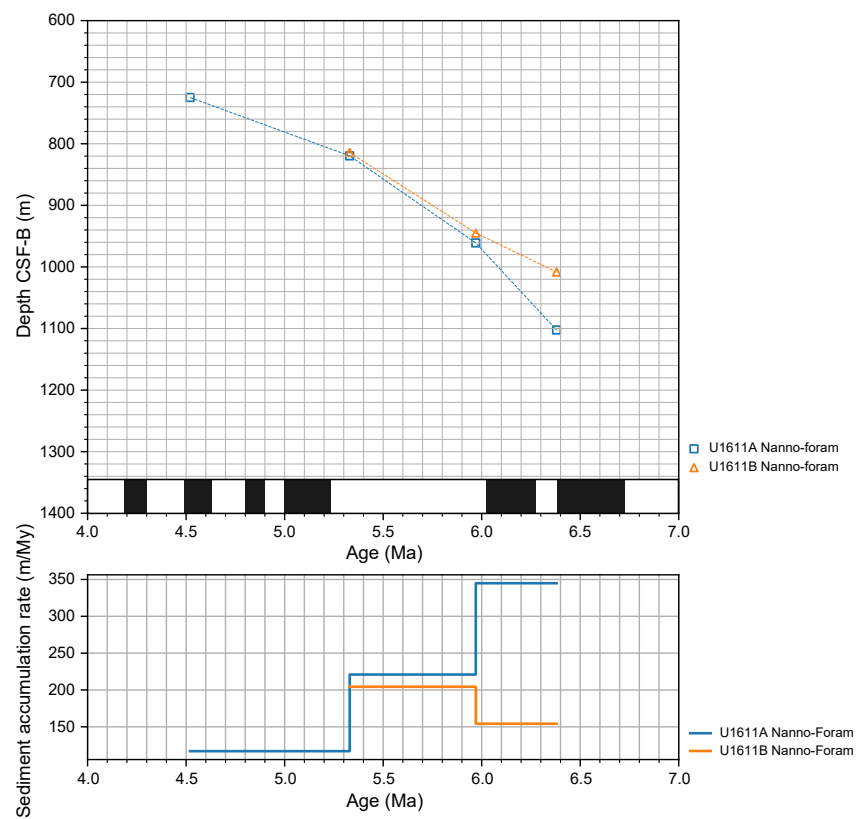 600
700
800
900
1000
1100
1200
1300
1400
Depth CSF-B (m)
U1611A Nanno-foram
U1611B Nanno-foram
4.0 4.5 5.0 5.5 6.0 6.5 7.0
Age (Ma)
350
300
250
200
150
Sediment accumulation rate (m/My)
U1611A Nanno-Foram
U1611B Nanno-Foram
4.0 4.5 5.0 5.5 6.0 6.5 7.0
Age (Ma)